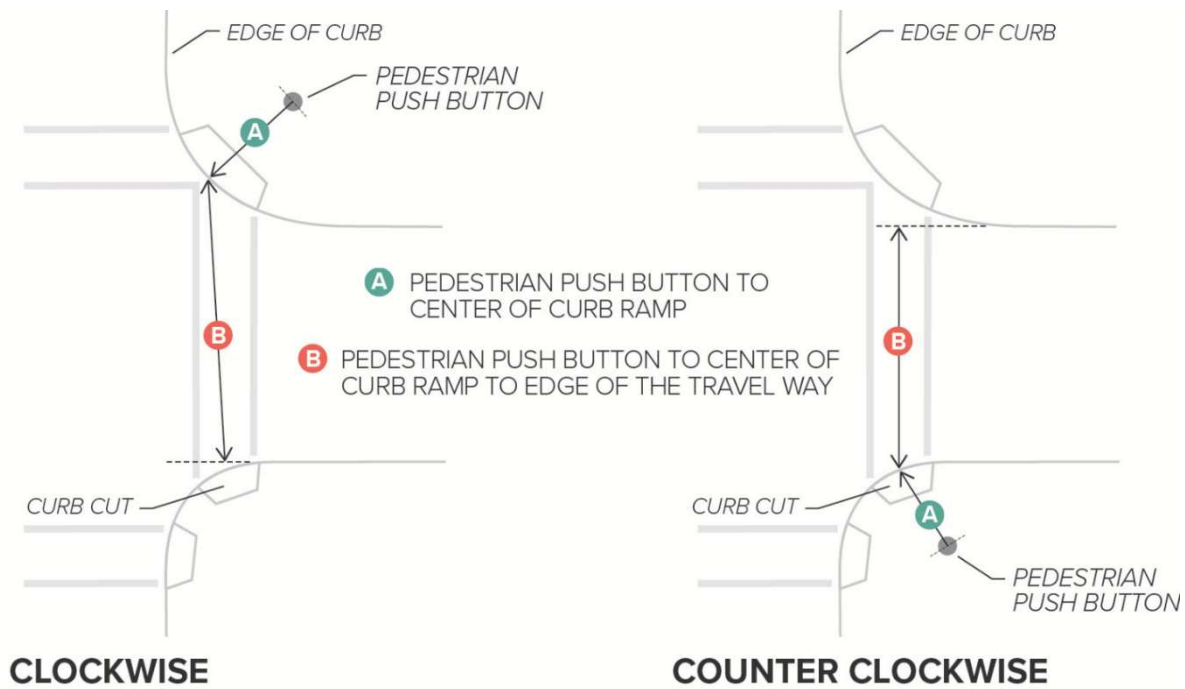 EDGE OF CURB
PEDESTRIAN
PUSH BUTTON
A
B
CURB CUT
CLOCKWISE
A PEDESTRIAN PUSH BUTTON TO
CENTER OF CURB RAMP
B PEDESTRIAN PUSH BUTTON TO CENTER OF
CURB RAMP TO EDGE OF THE TRAVEL WAY
EDGE OF CURB
B
CURB CUT
A
PEDESTRIAN
PUSH BUTTON
COUNTER CLOCKWISE